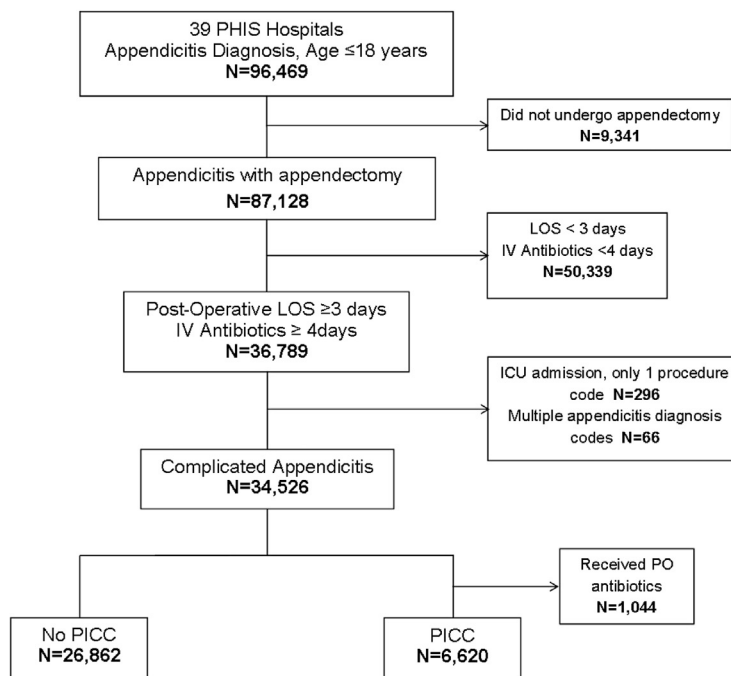 39 PHIS Hospitals
Appendicitis Diagnosis, Age ≤18 years
N=96,469
Did not undergo appendectomy
N=9,341
Appendicitis with appendectomy
N=87,128
LOS < 3 days
IV Antibiotics <4 days
N=50,339
Post-Operative LOS ≥3 days
IV Antibiotics ≥ 4days
N=36,789
ICU admission, only 1 procedure
code N=296
Multiple appendicitis diagnosis
codes N=66
Complicated Appendicitis
N=34,526
Received PO
antibiotics
N=1,044
No PICC
N=26,862
PICC
N=6,620